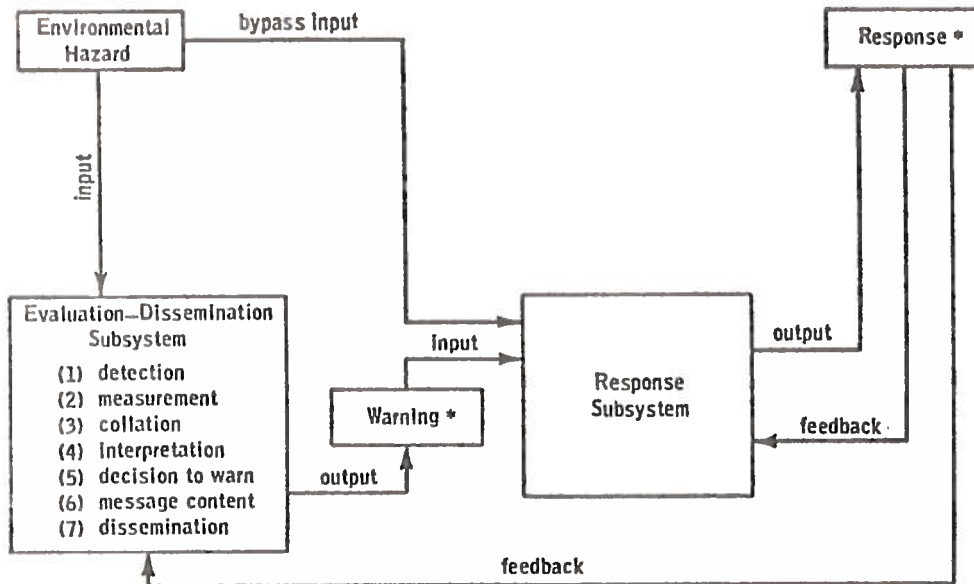 Environmental
Hazard
bypass input
Response *
input
Evaluation—Dissemination
Subsystem
(1) detection
(2) measurement
(3) collation
(4) interpretation
(5) decision to warn
(6) message content
(7) dissemination
output
Warning *
input
Response
Subsystem
output
feedback
feedback